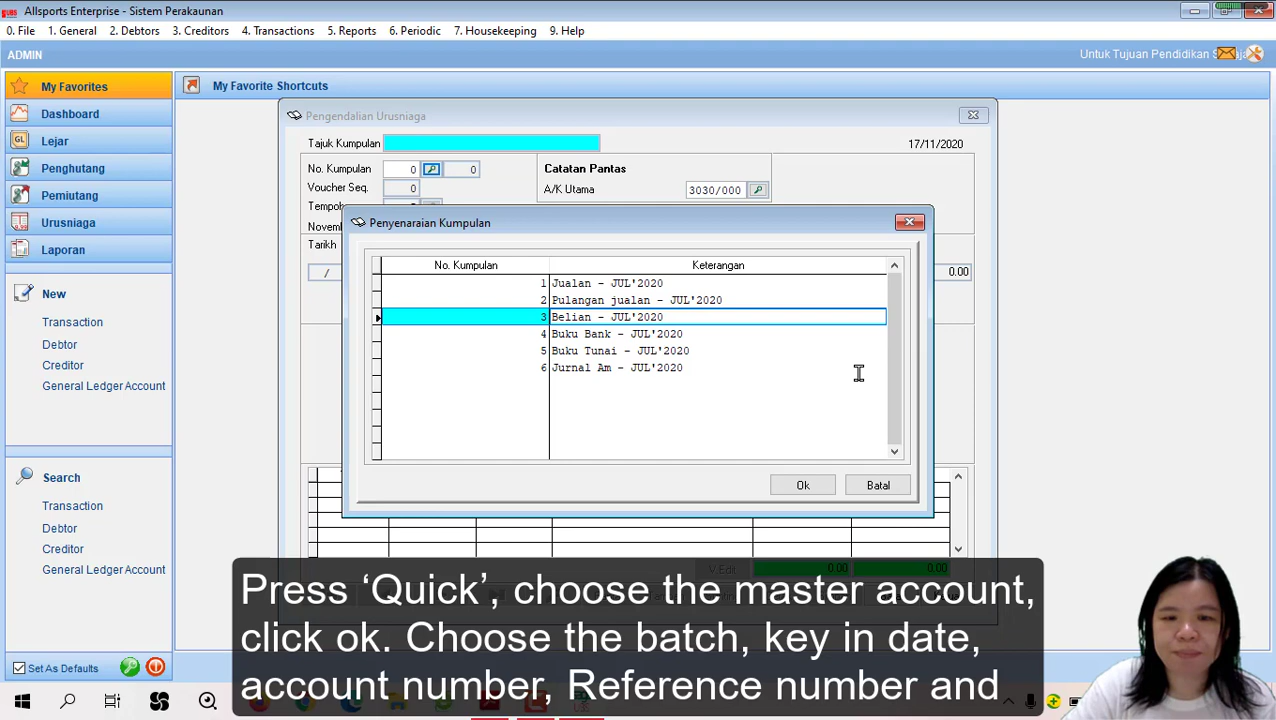 Allsports Enterprise - Sistem Perakaunan
0. File 1. General 2. Debtors 3. Creditors 4. Transactions 5. Reports 6. Periodic 7. Housekeeping 9. Help
ADMIN
Untuk Tujuan Pendidikan
My Favorites
My Favorite Shortcuts
Dashboard
Lejar
Penghutang
Pemiutang
Urusniaga
Laporan
New
Transaction
Debtor
Creditor
General Ledger Account
Search
Transaction
Debtor
Creditor
General Ledger Account
Set As Defaults
Pengendalian Urusniaga
Tajuk Kumpulan
17/11/2020
No. Kumpulan 0 0
Catatan Pantas
Voucher Seq. 0
A/K Utama 3030/000
Tarikh
/
0.00
Penyenaraian Kumpulan
No. Kumpulan Keterangan
1 Jualan - JUL'2020
2 Pulangan jualan - JUL'2020
3 Belian - JUL'2020
4 Buku Bank - JUL'2020
5 Buku Tunai - JUL'2020
6 Jurnal Am - JUL'2020
Ok Batal
V.Edit 0.00 0.00
Press ‘Quick’, choose the master account,
click ok. Choose the batch, key in date,
account number, Reference number and